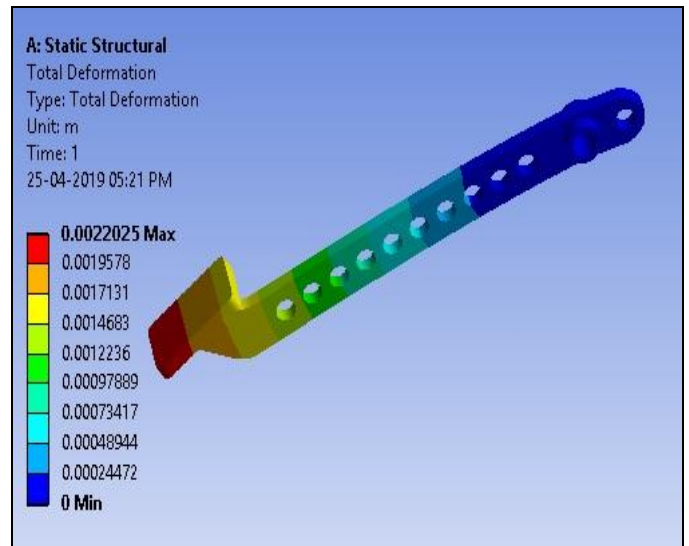 A: Static Structural
Total Deformation
Type: Total Deformation
Unit: m
Time: 1
25-04-2019 05:21 PM
0.0022025 Max
0.0019578
0.0017131
0.0014683
0.0012236
0.00097889
0.00073417
0.00048944
0.00024472
0 Min